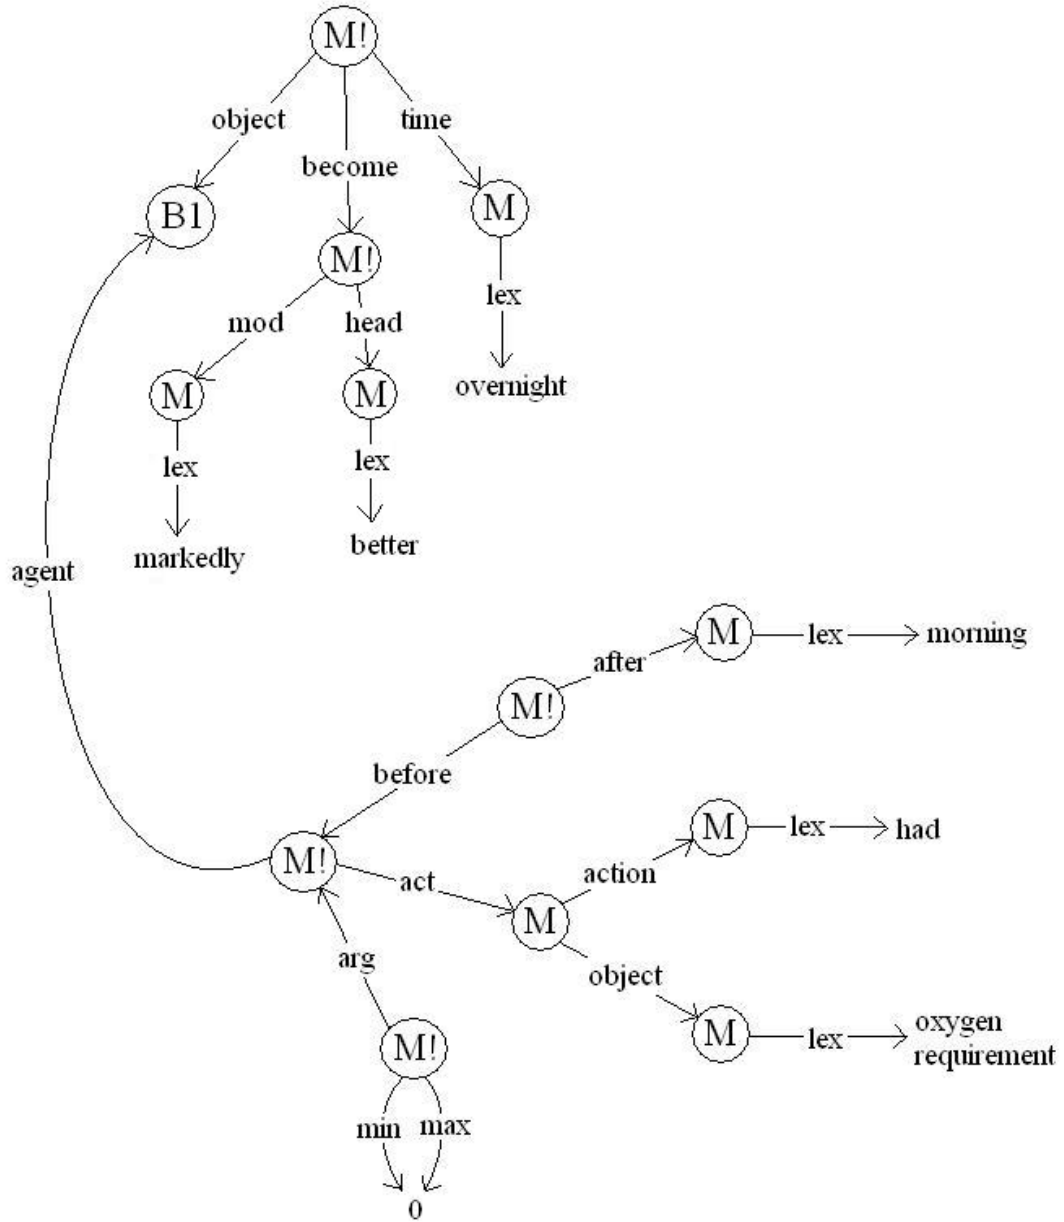 M!
object
time
become
B1
M
M!
lex
mod
head
overnight
M
M
lex
lex
markedly
better
agent
M
lex
morning
after
M!
before
M
lex
had
M!
act
action
M
arg
object
M!
M
lex
oxygen
requirement
min
max
0